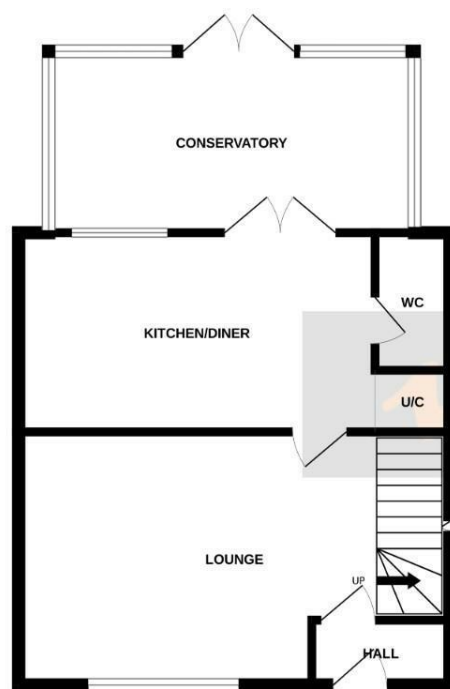 CONSERVATORY
WC
KITCHEN/DINER
U/C
LOUNGE
UP
HALL